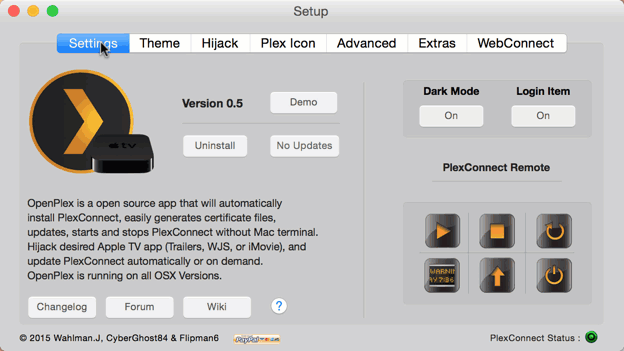 Setup
Settings Theme Hijack Plex Icon Advanced Extras WebConnect
Version 0.5
Demo
Uninstall
No Updates
Dark Mode
Login Item
On
On
PlexConnect Remote
tv
OpenPlex is a open source app that will automatically
install PlexConnect, easily generates certificate files,
updates, starts and stops PlexConnect without Mac terminal.
Hijack desired Apple TV app (Trailers, WJS, or iMovie), and
update PlexConnect automatically or on demand.
OpenPlex is running on all OSX Versions.
WARNIN
Changelog
Forum
Wiki
?
© 2015 Wahlman.J, CyberGhost84 & Flipman6
PayPal
PlexConnect Status :